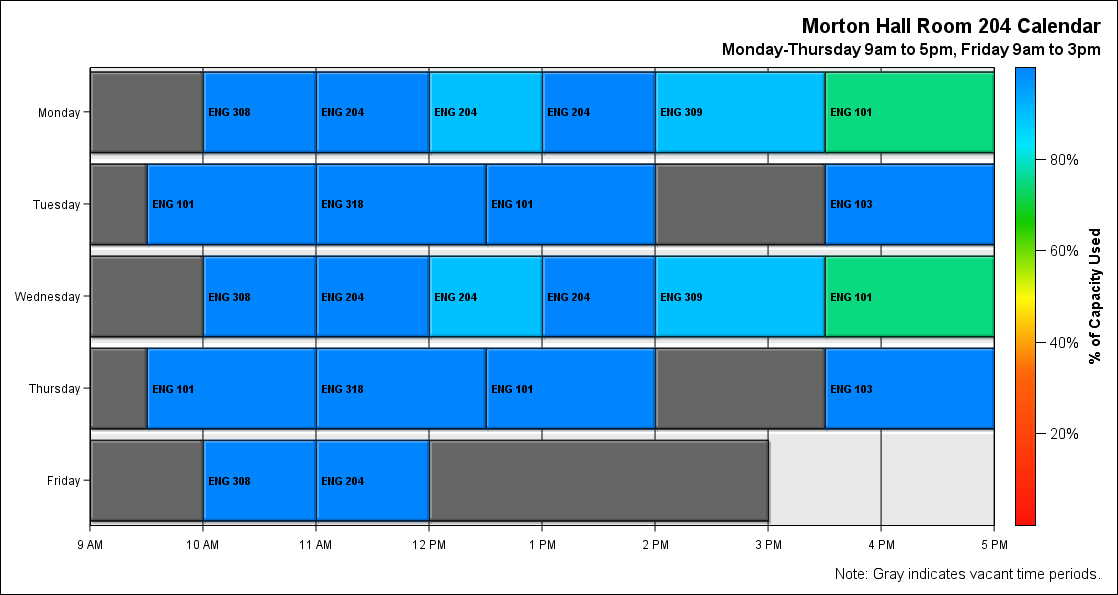 Morton Hall Room 204 Calendar
Monday-Thursday 9am to 5pm, Friday 9am to 3pm
Monday
ENG 308
ENG 204
ENG 204
ENG 204
ENG 309
ENG 101
Tuesday
ENG 101
ENG 318
ENG 101
ENG 103
Wednesday
ENG 308
ENG 204
ENG 204
ENG 204
ENG 309
ENG 101
Thursday
ENG 101
ENG 318
ENG 101
ENG 103
Friday
ENG 308
ENG 204
9 AM
10 AM
11 AM
12 PM
1 PM
2 PM
3 PM
4 PM
5 PM
80%
60%
40%
20%
% of Capacity Used
Note: Gray indicates vacant time periods.